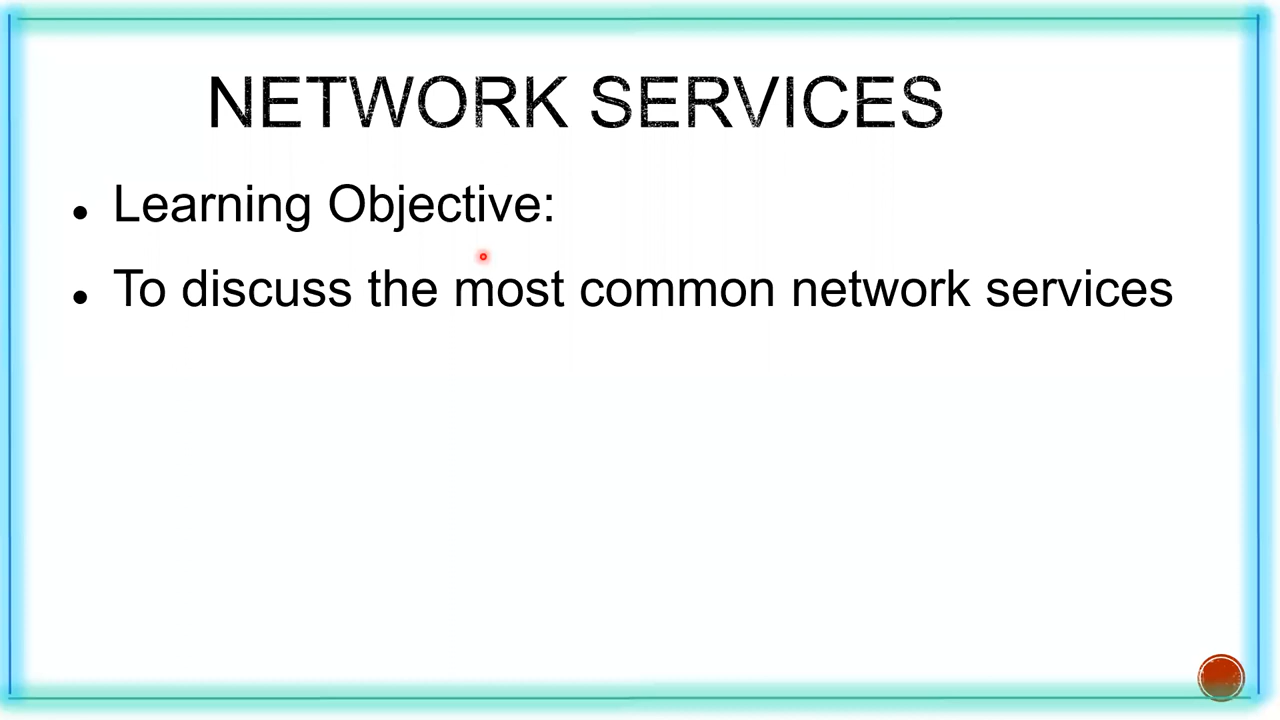 NETWORK SERVICES
Learning Objective:
To discuss the most common network services